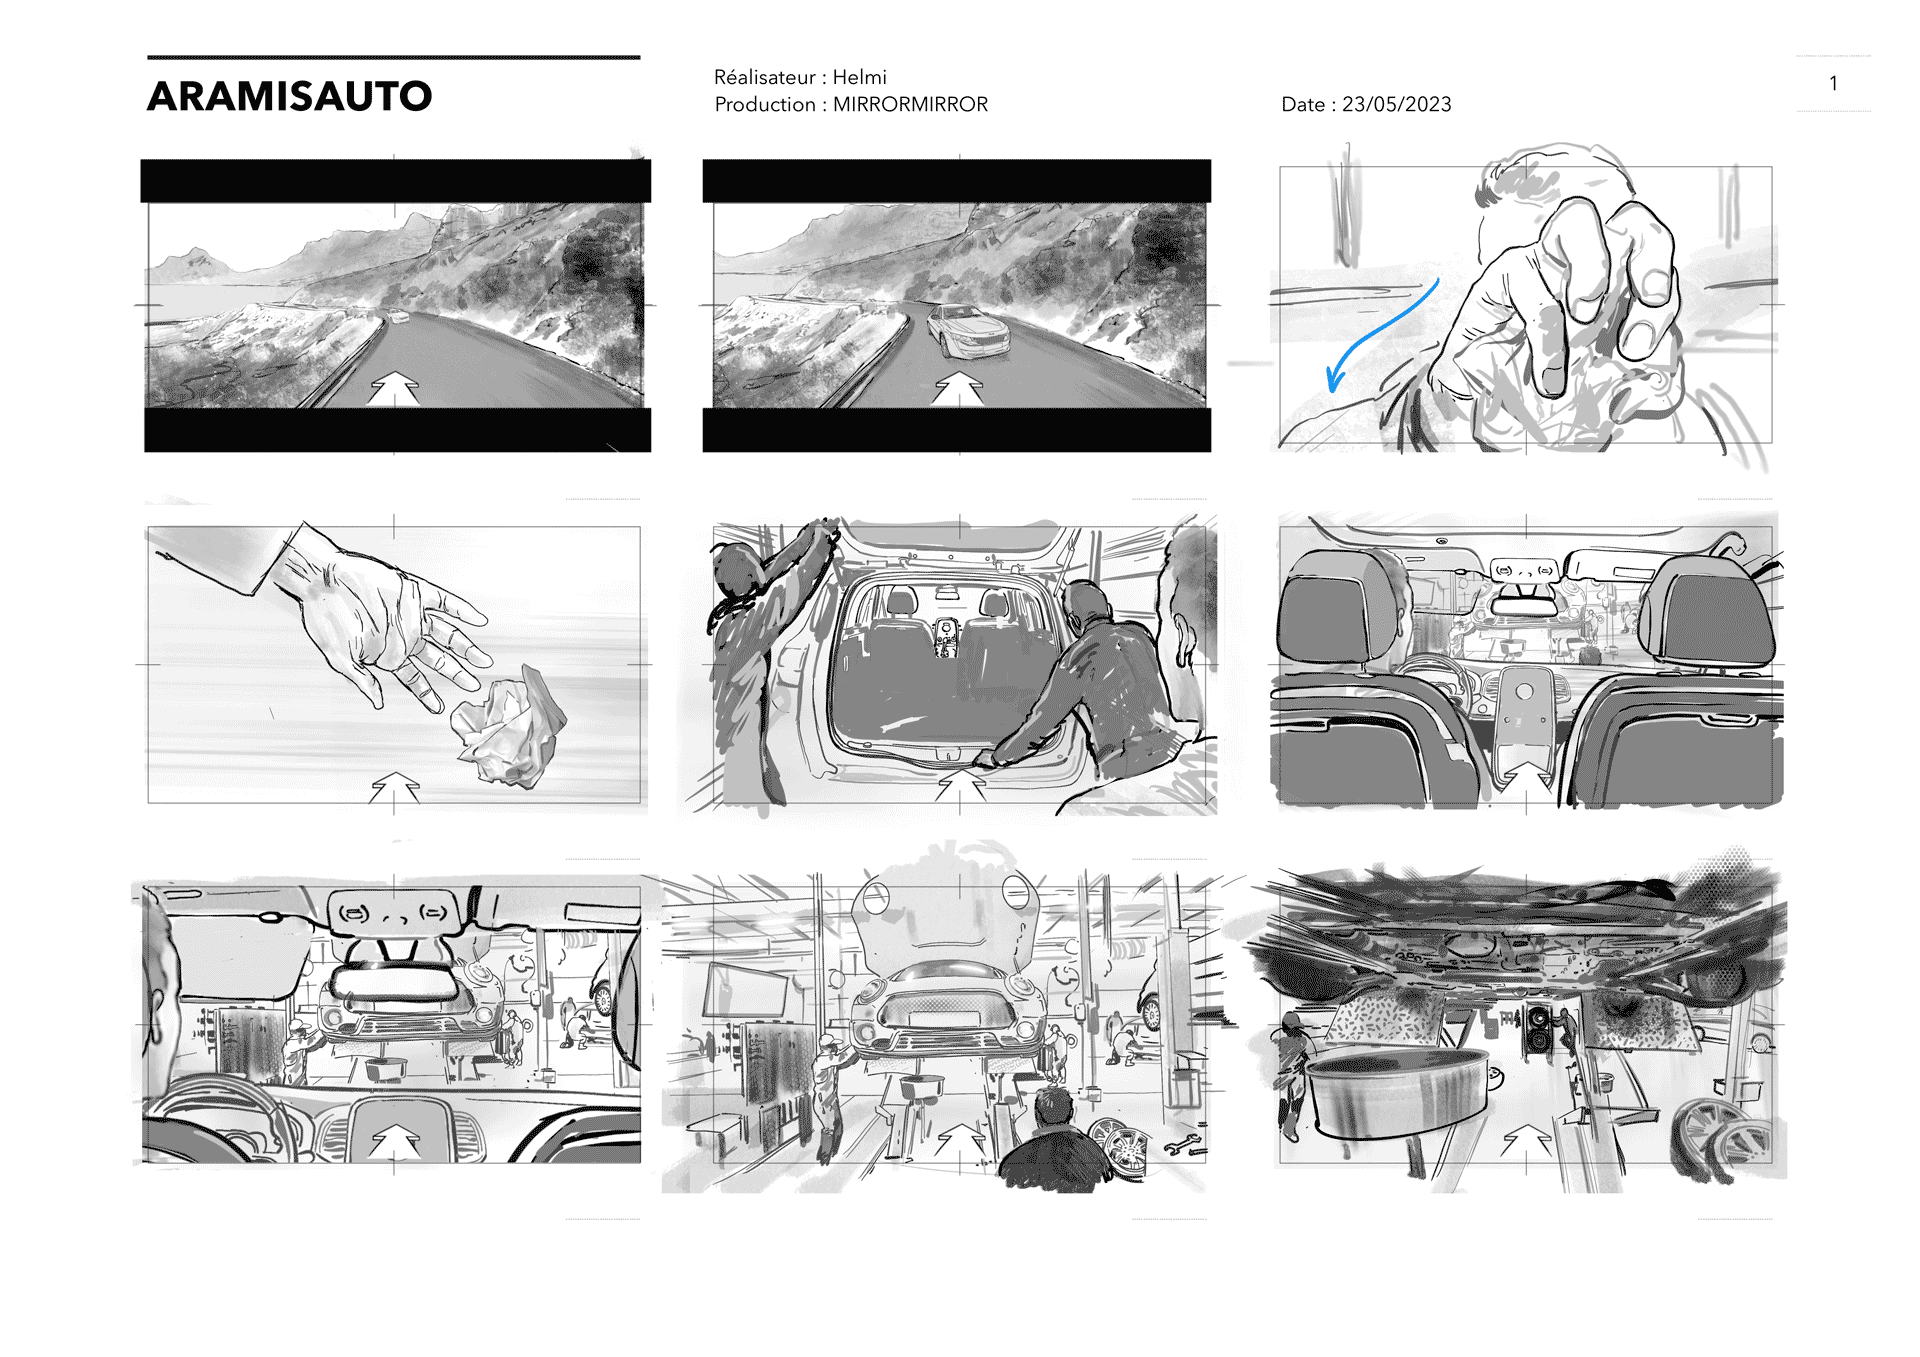 ARAMISAUTO
Réalisateur : Helmi
Production : MIRRORMIRROR
Date : 23/05/2023
1